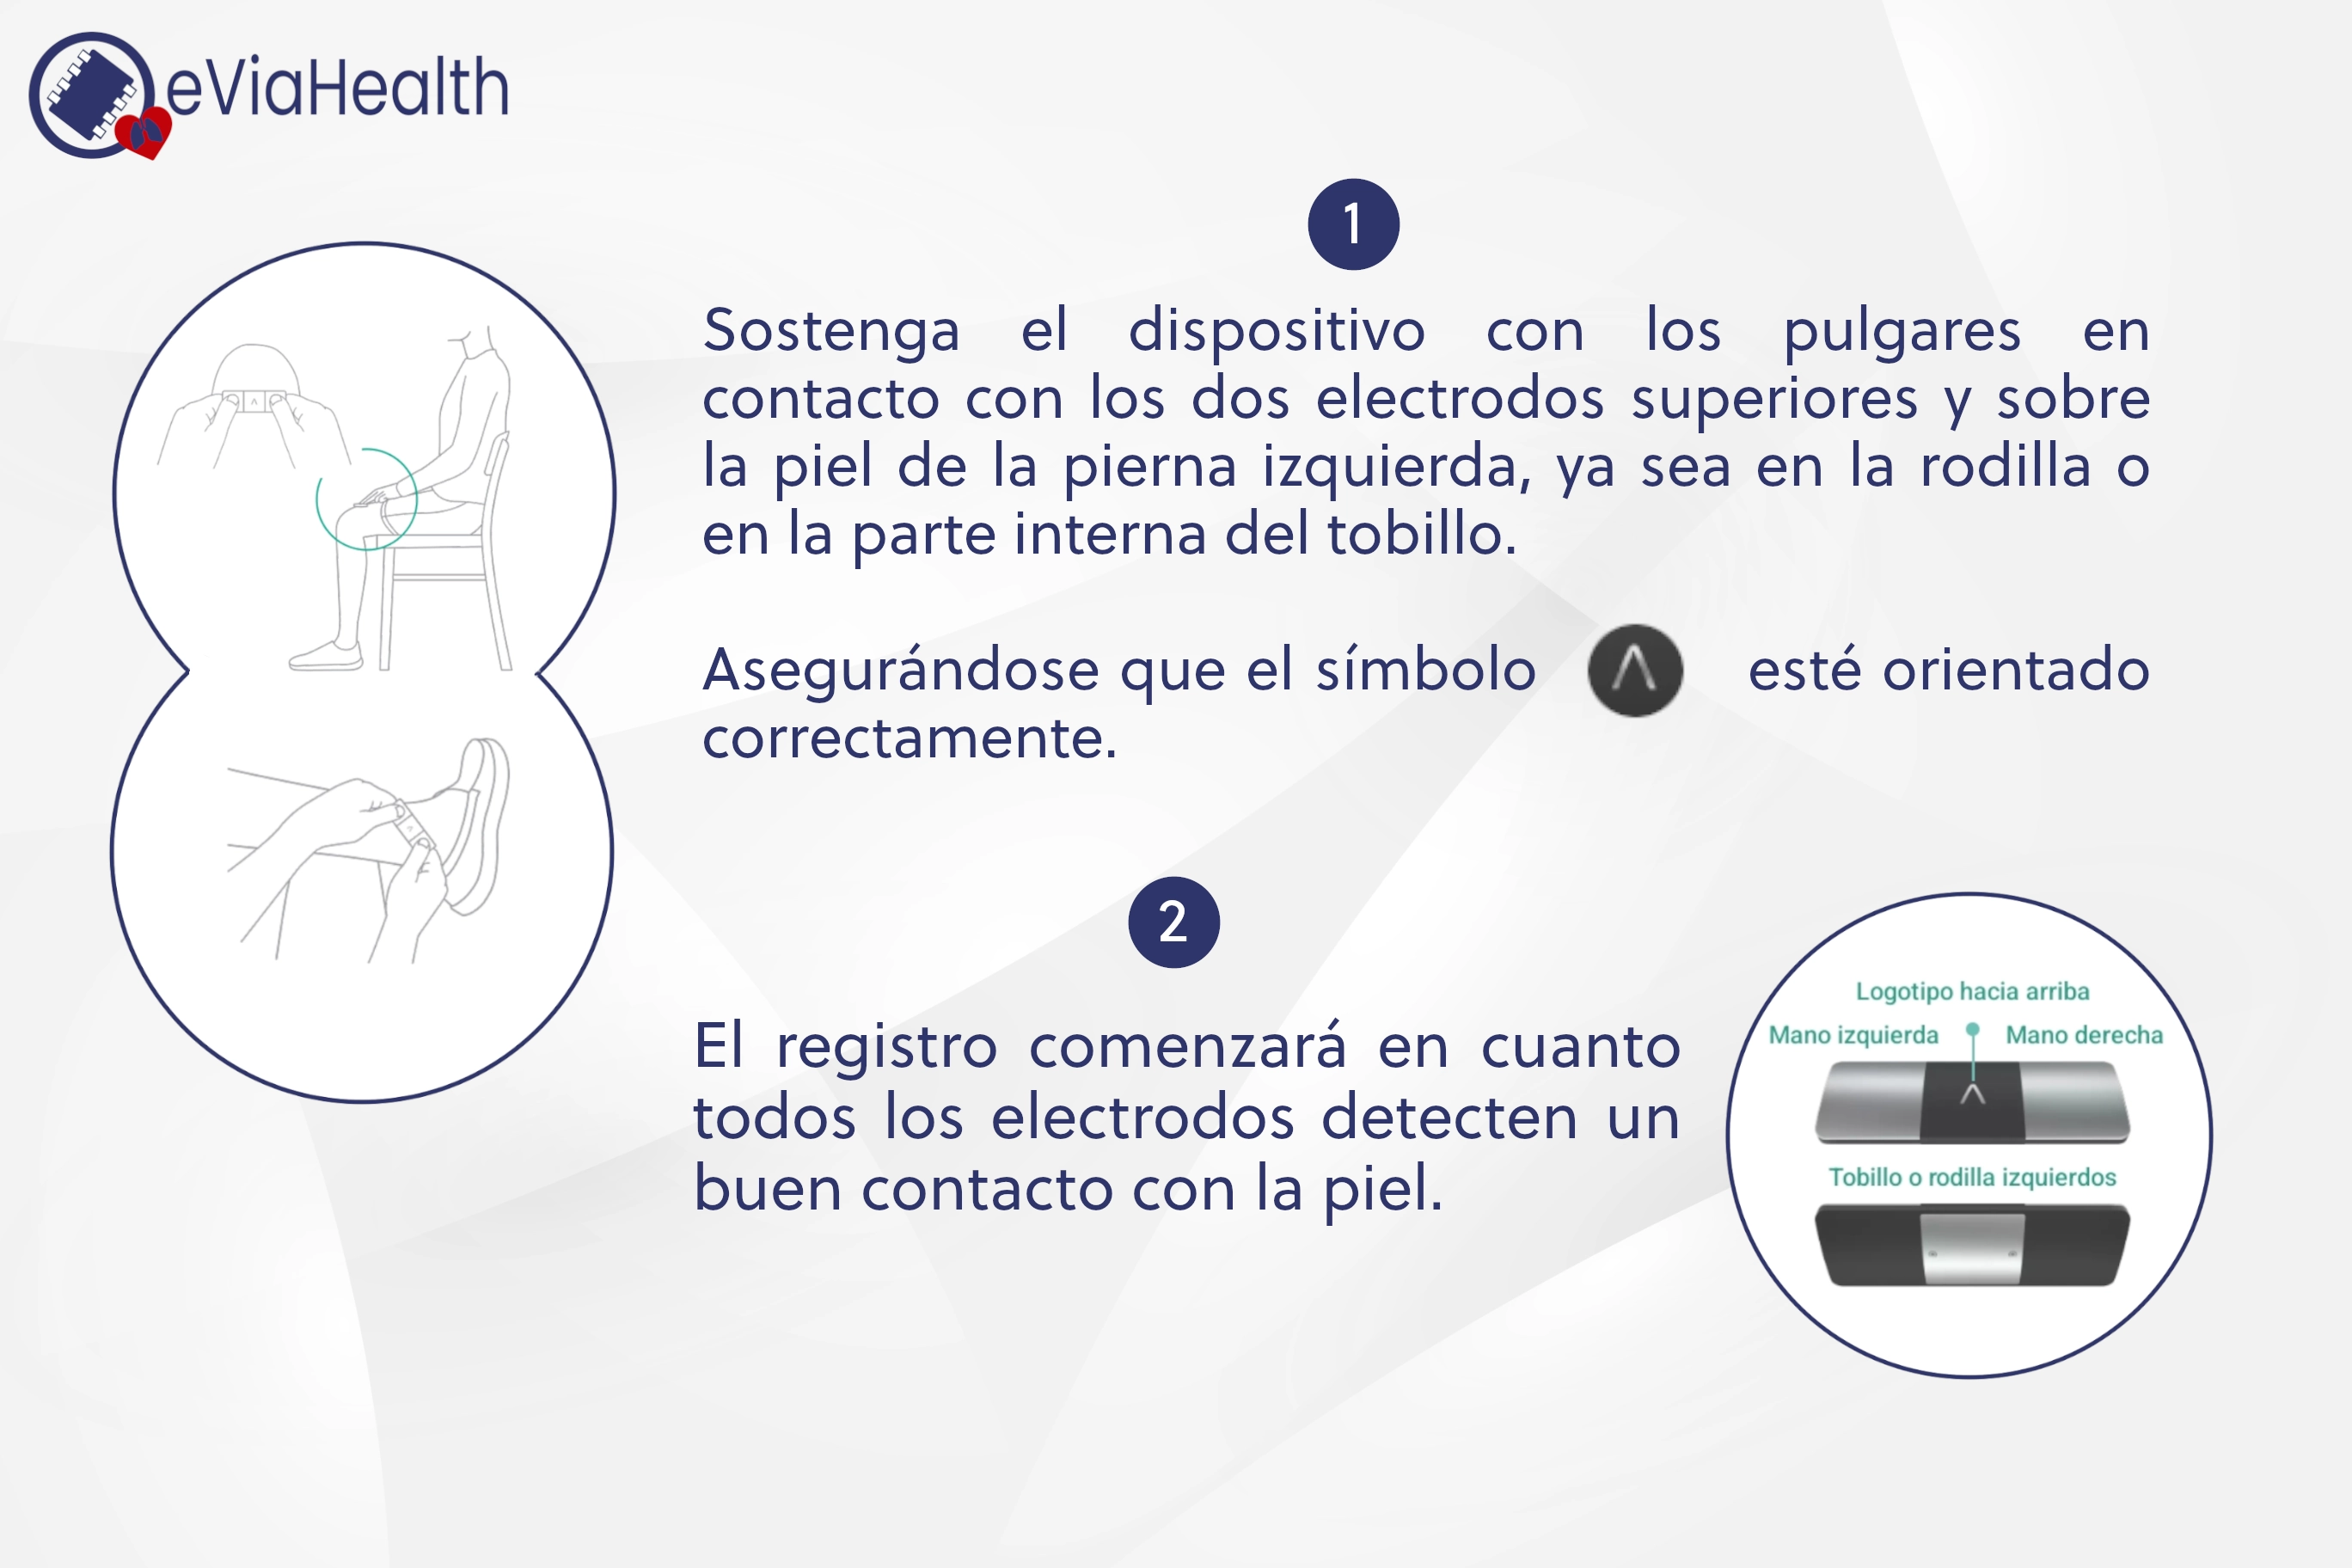 eViaHealth
1
Sostenga el dispositivo con los pulgares en
contacto con los dos electrodos superiores y sobre
la piel de la pierna izquierda, ya sea en la rodilla o
en la parte interna del tobillo.
Asegurándose que el símbolo esté orientado
correctamente.
2
El registro comenzará en cuanto
todos los electrodos detecten un
buen contacto con la piel.
Logotipo hacia arriba
Mano izquierda Mano derecha
Tobillo o rodilla izquierdos